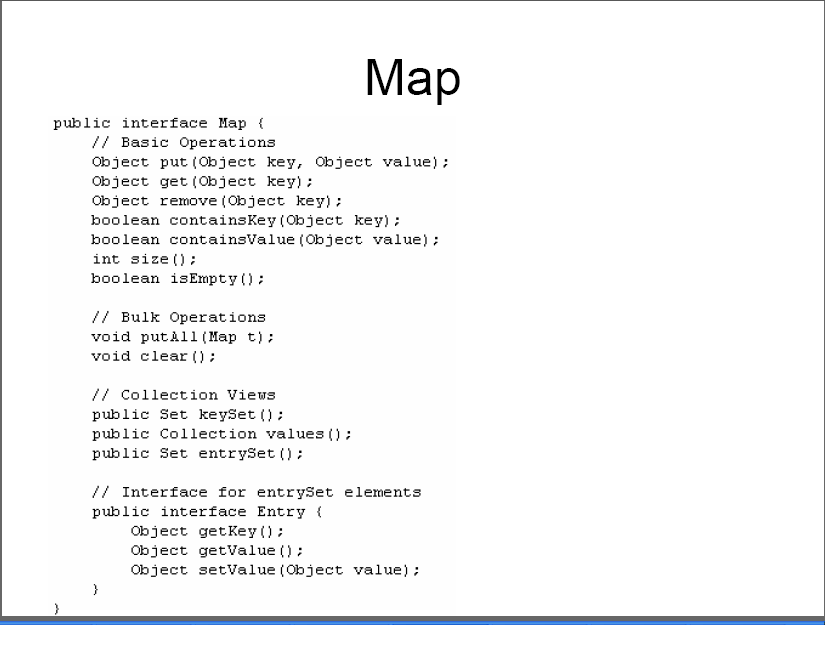 Map
public interface Map {
    // Basic Operations
    Object put(Object key, Object value);
    Object get(Object key);
    Object remove(Object key);
    boolean containsKey(Object key);
    boolean containsValue(Object value);
    int size();
    boolean isEmpty();

    // Bulk Operations
    void putAll(Map t);
    void clear();

    // Collection Views
    public Set keySet();
    public Collection values();
    public Set entrySet();

    // Interface for entrySet elements
    public interface Entry {
        Object getKey();
        Object getValue();
        Object setValue(Object value);
    }
}